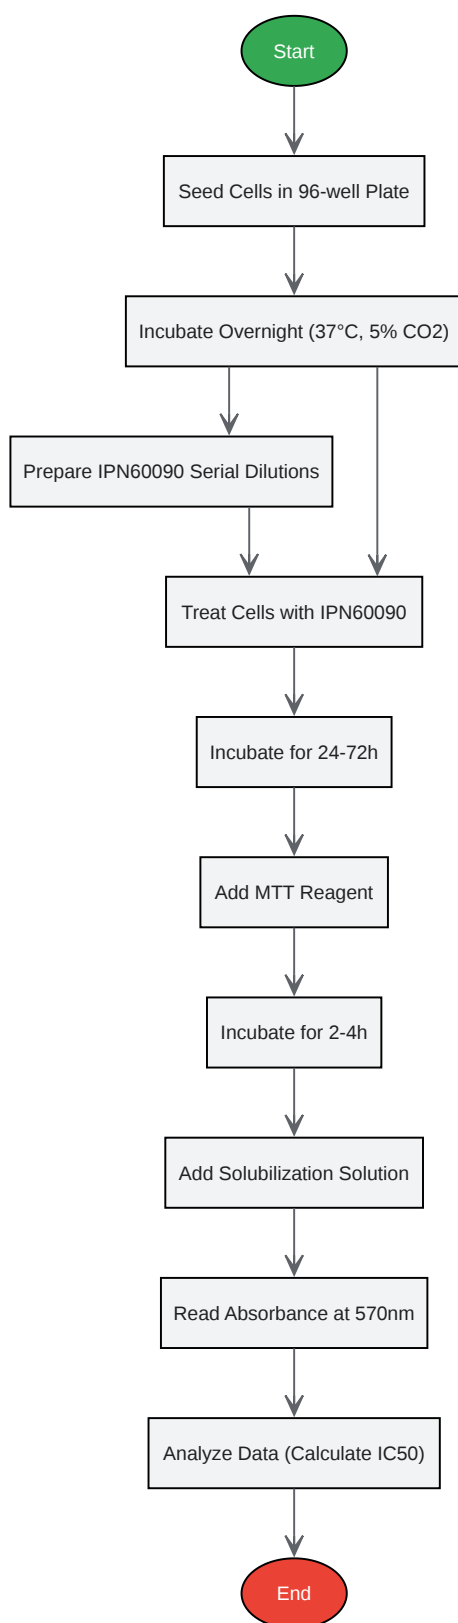 Start
Seed Cells in 96-well Plate
Incubate Overnight (37°C, 5% CO2)
Prepare IPN60090 Serial Dilutions
Treat Cells with IPN60090
Incubate for 24-72h
Add MTT Reagent
Incubate for 2-4h
Add Solubilization Solution
Read Absorbance at 570nm
Analyze Data (Calculate IC50)
End